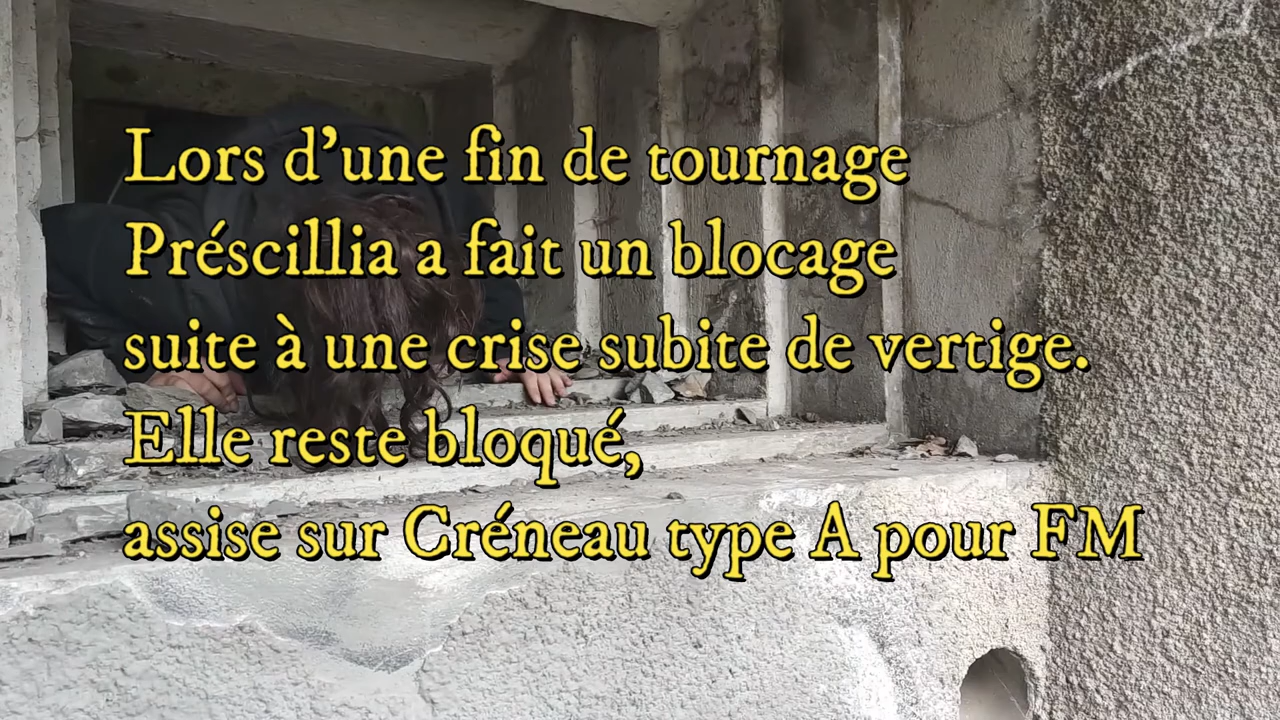 Lors d'une fin de tournage
Préscillia a fait un blocage
suite à une crise subite de vertige.
Elle reste bloqué,
assise sur Créneau type A pour FM